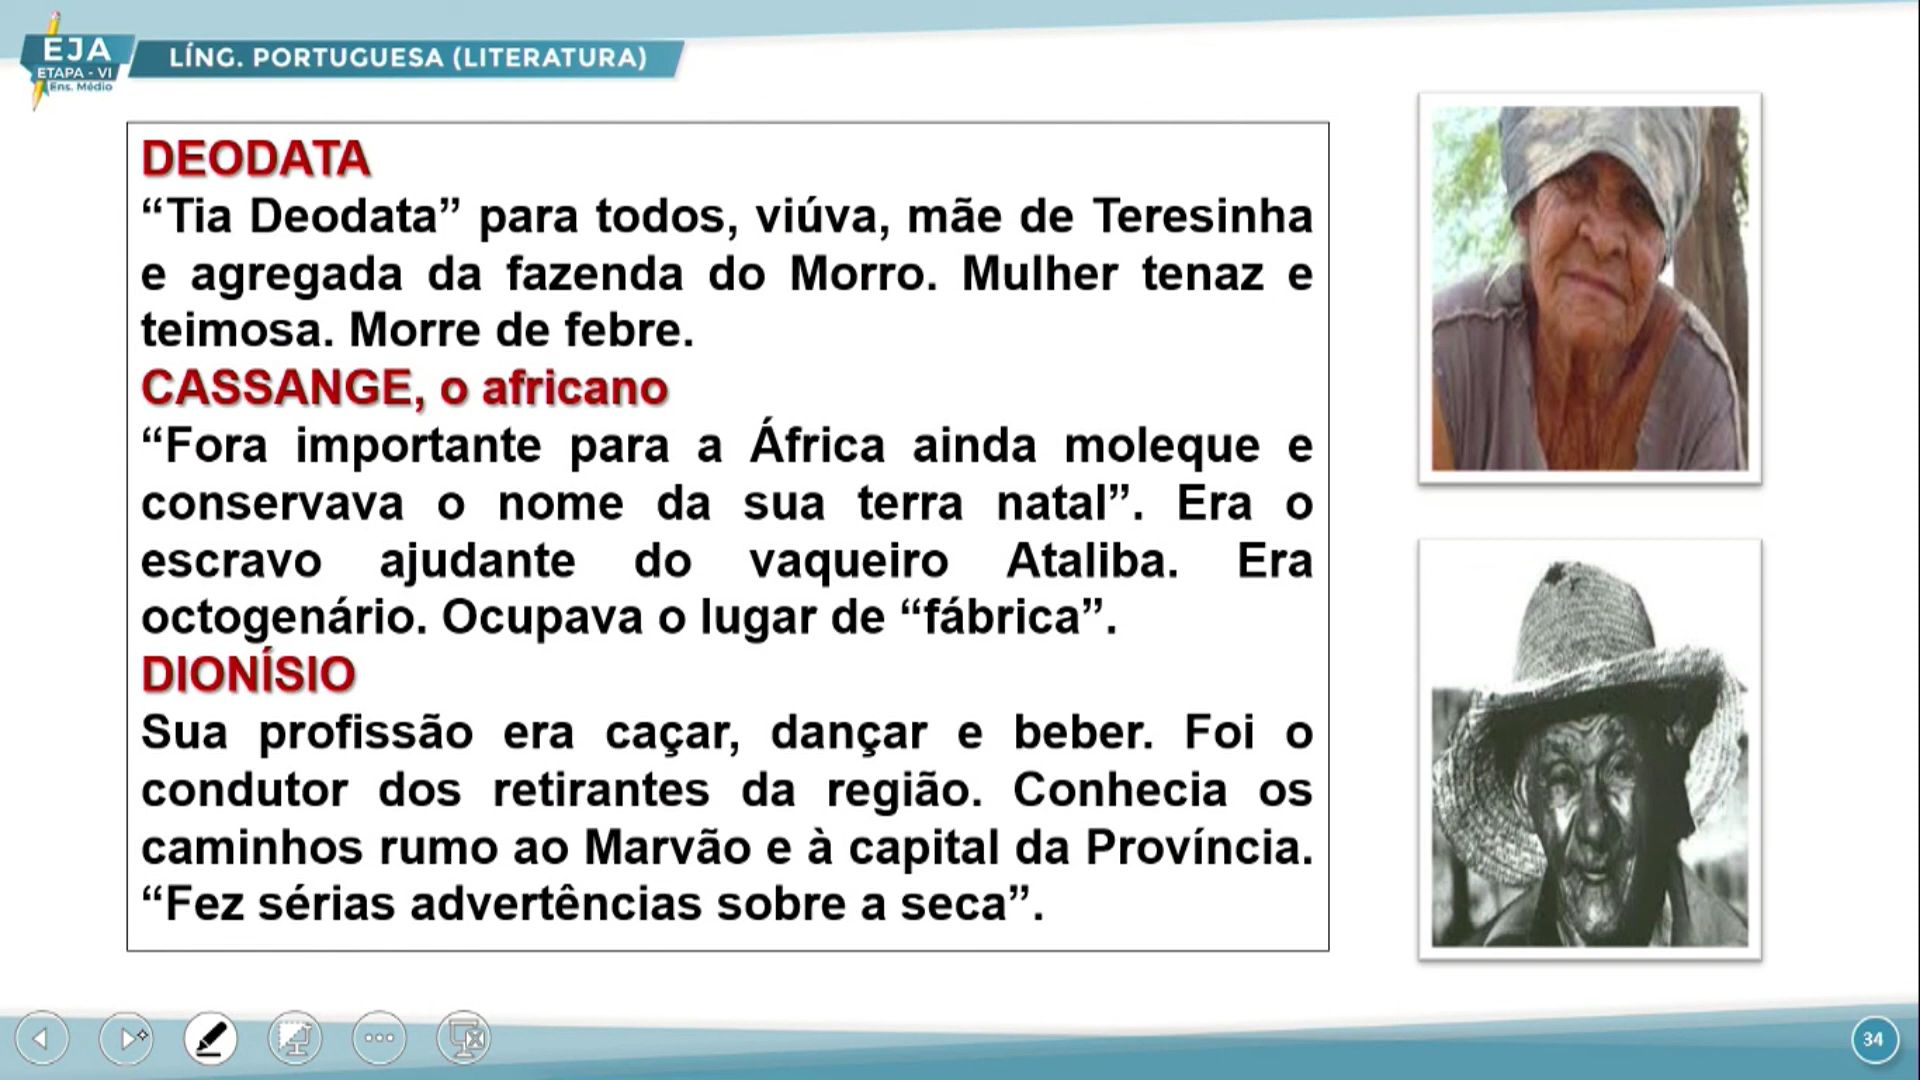 EJA
ETAPA - VI
Ens. Médio
LÍNG. PORTUGUESA (LITERATURA)
DEODATA
“Tia Deodata” para todos, viúva, mãe de Teresinha
e agregada da fazenda do Morro. Mulher tenaz e
teimosa. Morre de febre.
CASSANGE, o africano
“Fora importante para a África ainda moleque e
conservava o nome da sua terra natal”. Era o
escravo ajudante do vaqueiro Ataliba. Era
octogenário. Ocupava o lugar de “fábrica”.
DIONÍSIO
Sua profissão era caçar, dançar e beber. Foi o
condutor dos retirantes da região. Conhecia os
caminhos rumo ao Marvão e à capital da Província.
“Fez sérias advertências sobre a seca”.
34